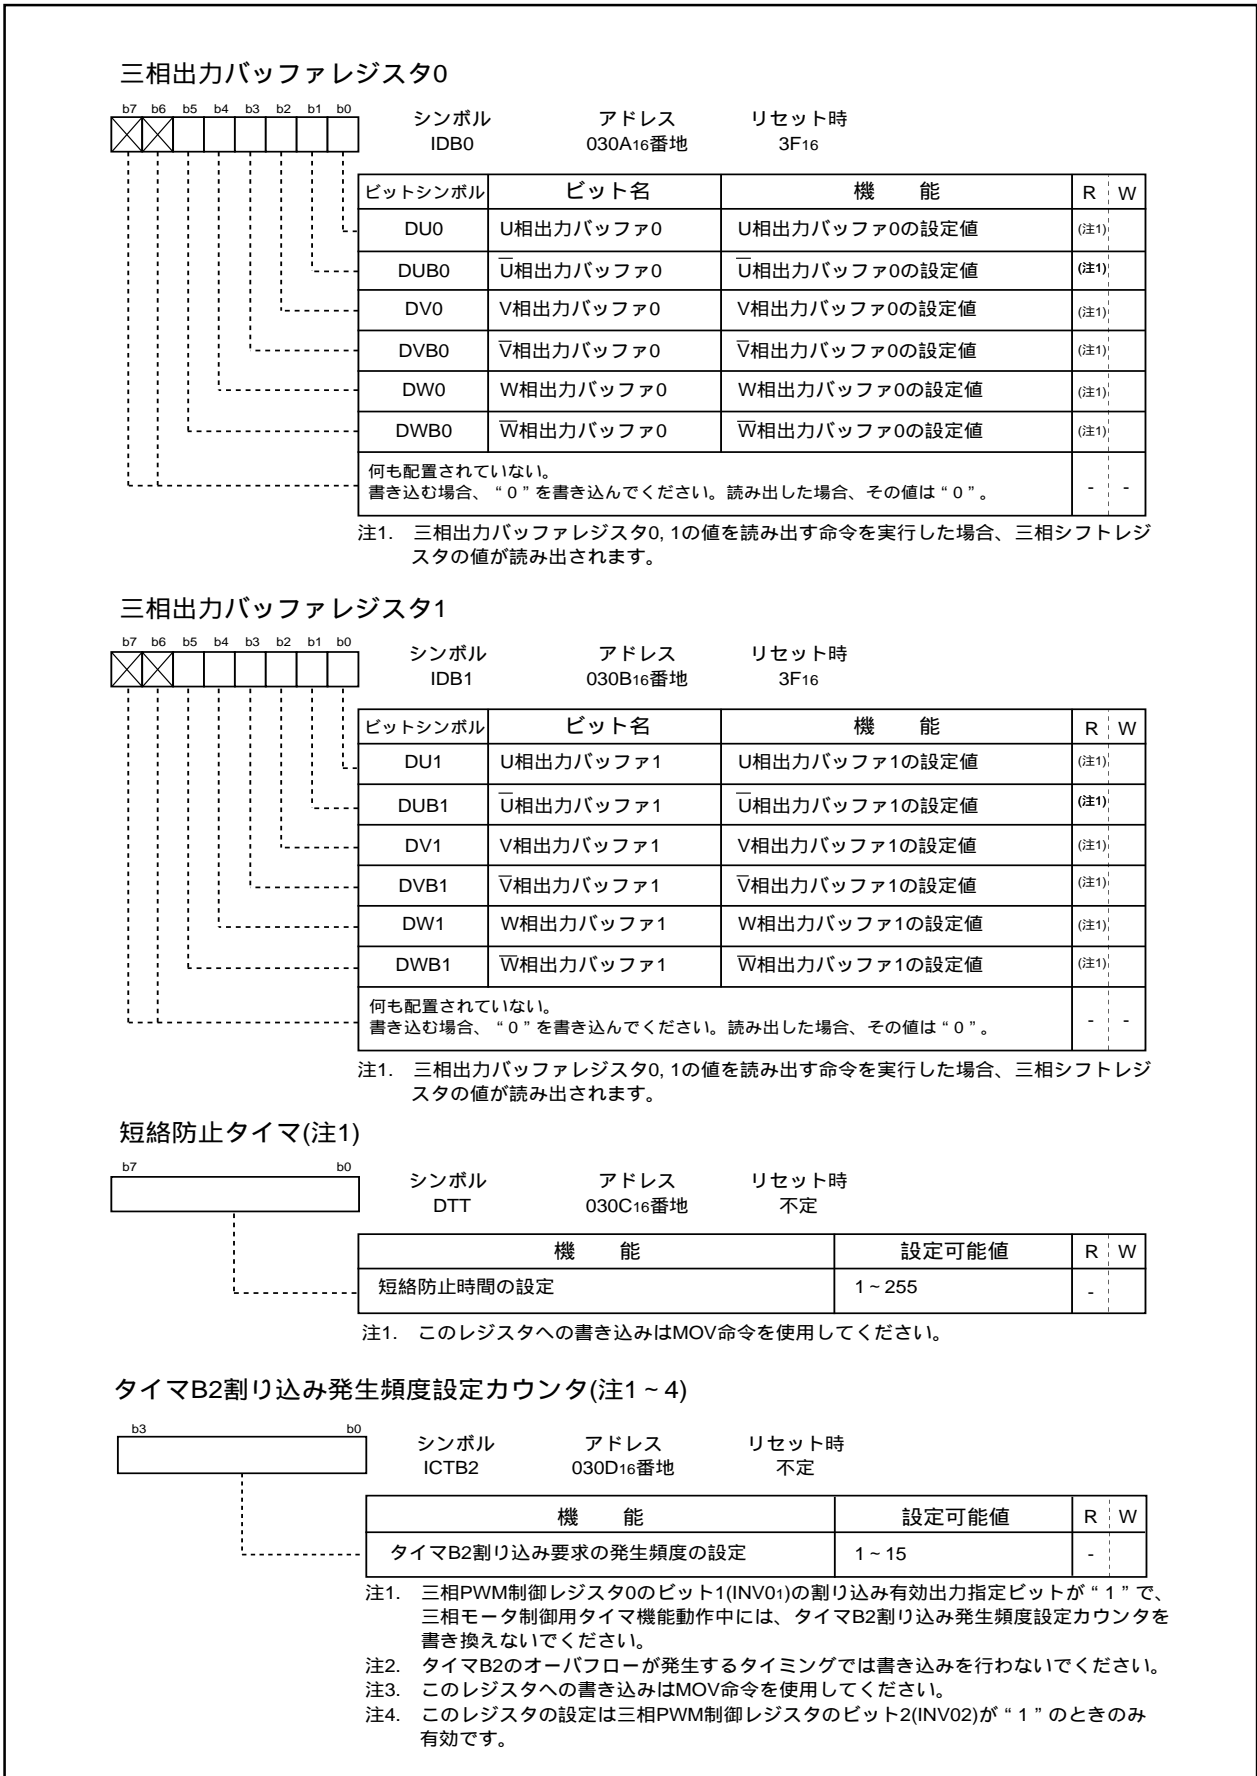 三相出力バッファレジスタ0
b7 b6 b5 b4 b3 b2 b1 b0
シンボル アドレス リセット時
IDB0 030A16番地 3F16
ビットシンボル ビット名 機 能 R W
DU0 U相出力バッファ0 U相出力バッファ0の設定値 (注1)
DUB0 U̅相出力バッファ0 U̅相出力バッファ0の設定値 (注1)
DV0 V相出力バッファ0 V相出力バッファ0の設定値 (注1)
DVB0 V̅相出力バッファ0 V̅相出力バッファ0の設定値 (注1)
DW0 W相出力バッファ0 W相出力バッファ0の設定値 (注1)
DWB0 W̅相出力バッファ0 W̅相出力バッファ0の設定値 (注1)
何も配置されていない。
書き込む場合、“0”を書き込んでください。読み出した場合、その値は“0”。 - -
注1. 三相出力バッファレジスタ0, 1の値を読み出す命令を実行した場合、三相シフトレジ
スタの値が読み出されます。
三相出力バッファレジスタ1
b7 b6 b5 b4 b3 b2 b1 b0
シンボル アドレス リセット時
IDB1 030B16番地 3F16
ビットシンボル ビット名 機 能 R W
DU1 U相出力バッファ1 U相出力バッファ1の設定値 (注1)
DUB1 U̅相出力バッファ1 U̅相出力バッファ1の設定値 (注1)
DV1 V相出力バッファ1 V相出力バッファ1の設定値 (注1)
DVB1 V̅相出力バッファ1 V̅相出力バッファ1の設定値 (注1)
DW1 W相出力バッファ1 W相出力バッファ1の設定値 (注1)
DWB1 W̅相出力バッファ1 W̅相出力バッファ1の設定値 (注1)
何も配置されていない。
書き込む場合、“0”を書き込んでください。読み出した場合、その値は“0”。 - -
注1. 三相出力バッファレジスタ0, 1の値を読み出す命令を実行した場合、三相シフトレジ
スタの値が読み出されます。
短絡防止タイマ(注1)
b7 b0
シンボル アドレス リセット時
DTT 030C16番地 不定
機 能 設定可能値 R W
短絡防止時間の設定 1~255 -
注1. このレジスタへの書き込みはMOV命令を使用してください。
タイマB2割り込み発生頻度設定カウンタ(注1~4)
b3 b0
シンボル アドレス リセット時
ICTB2 030D16番地 不定
機 能 設定可能値 R W
タイマB2割り込み要求の発生頻度の設定 1~15 -
注1. 三相PWM制御レジスタ0のビット1(INV01)の割り込み有効出力指定ビットが“1”で、
三相モータ制御用タイマ機能動作中には、タイマB2割り込み発生頻度設定カウンタを
書き換えないでください。
注2. タイマB2のオーバフローが発生するタイミングでは書き込みを行わないでください。
注3. このレジスタへの書き込みはMOV命令を使用してください。
注4. このレジスタの設定は三相PWM制御レジスタのビット2(INV02)が“1”のときのみ
有効です。